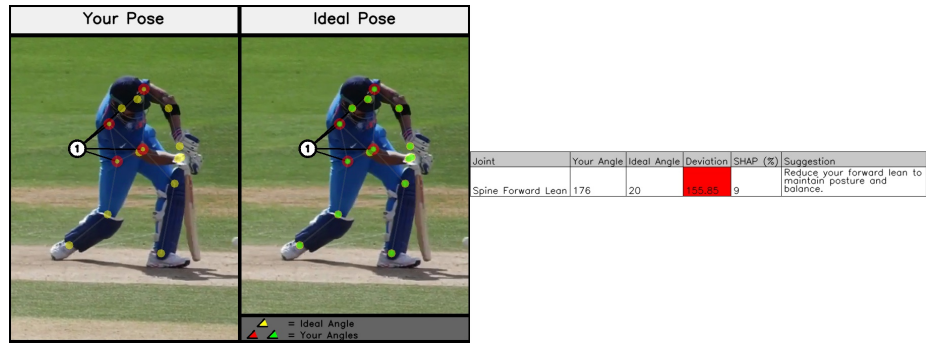 Your Pose
Ideal Pose
1
1
= Ideal Angle
= Your Angles
Joint Your Angle Ideal Angle Deviation SHAP (%) Suggestion
Spine Forward Lean 176 20 155.85 9 Reduce your forward lean to
maintain posture and
balance.